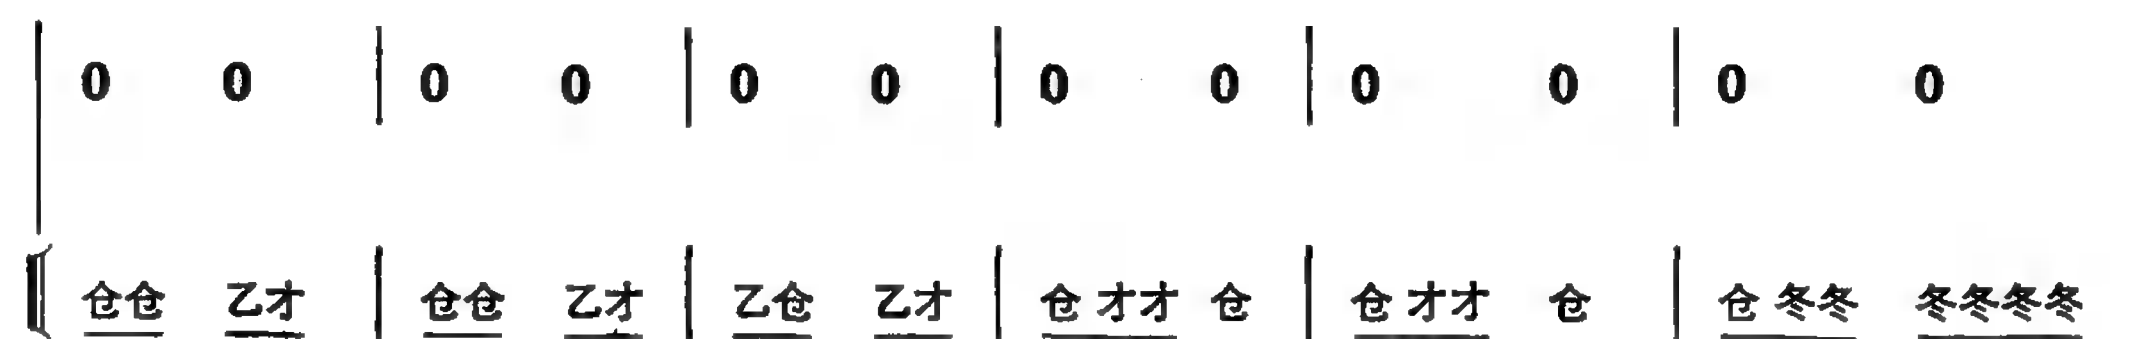 0 0 | 0 0 | 0 0 | 0 0 | 0 0 | 0 0
仓仓 乙才 | 仓仓 乙才 | 乙仓 乙才 | 仓 才才 仓 | 仓 才才 仓 | 仓 冬冬 冬冬冬冬